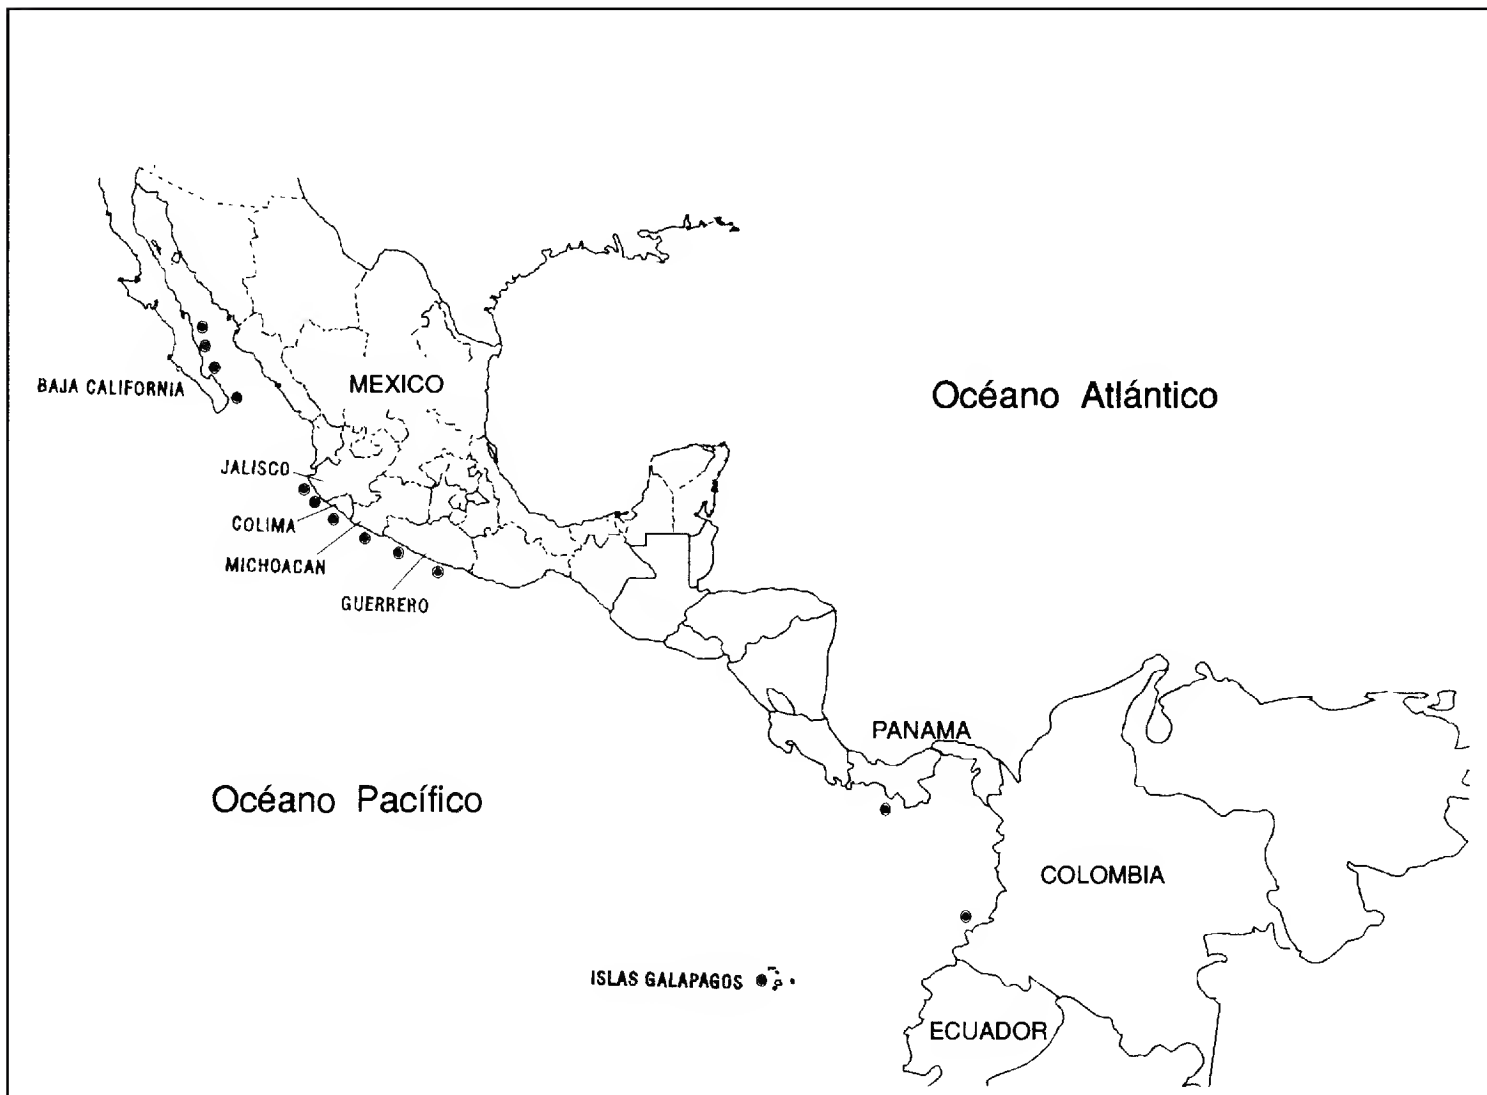 BAJA CALIFORNIA
MEXICO
Océano Atlántico
JALISCO
COLIMA
MICHOACAN
GUERRERO
PANAMA
Océano Pacífico
COLOMBIA
ISLAS GALAPAGOS
ECUADOR